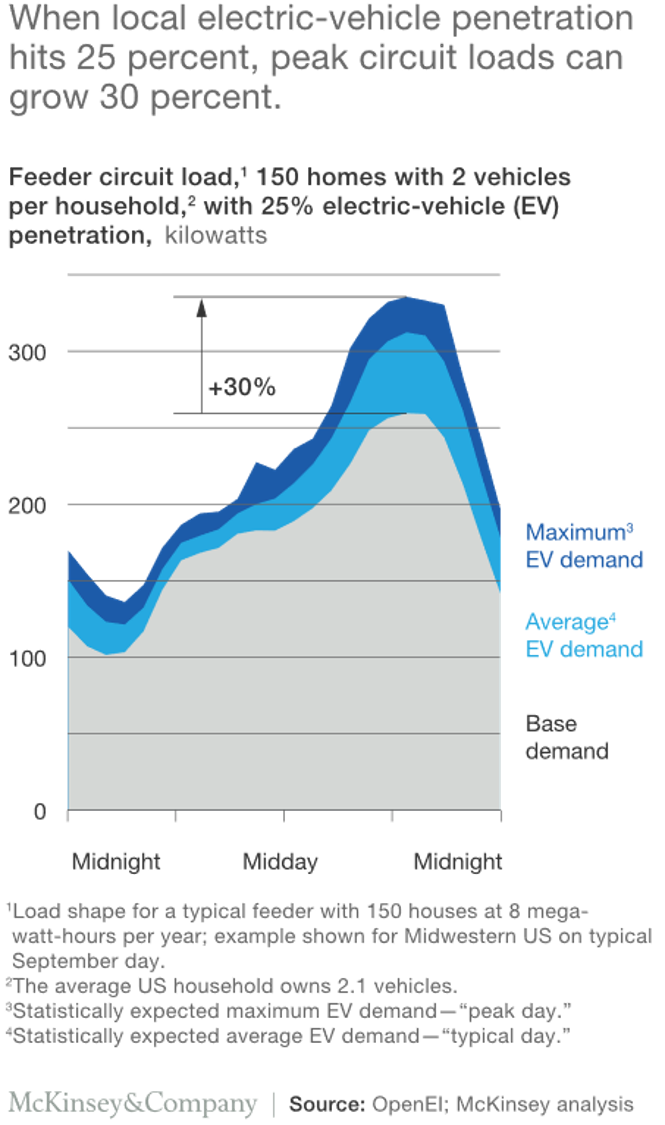 When local electric-vehicle penetration
hits 25 percent, peak circuit loads can
grow 30 percent.
Feeder circuit load,¹ 150 homes with 2 vehicles
per household,² with 25% electric-vehicle (EV)
penetration, kilowatts
300
+30%
200
Maximum³
EV demand
Average⁴
EV demand
100
Base
demand
0
Midnight Midday Midnight
¹Load shape for a typical feeder with 150 houses at 8 mega-
watt-hours per year; example shown for Midwestern US on typical
September day.
²The average US household owns 2.1 vehicles.
³Statistically expected maximum EV demand—“peak day.”
⁴Statistically expected average EV demand—“typical day.”
McKinsey&Company | Source: OpenEI; McKinsey analysis